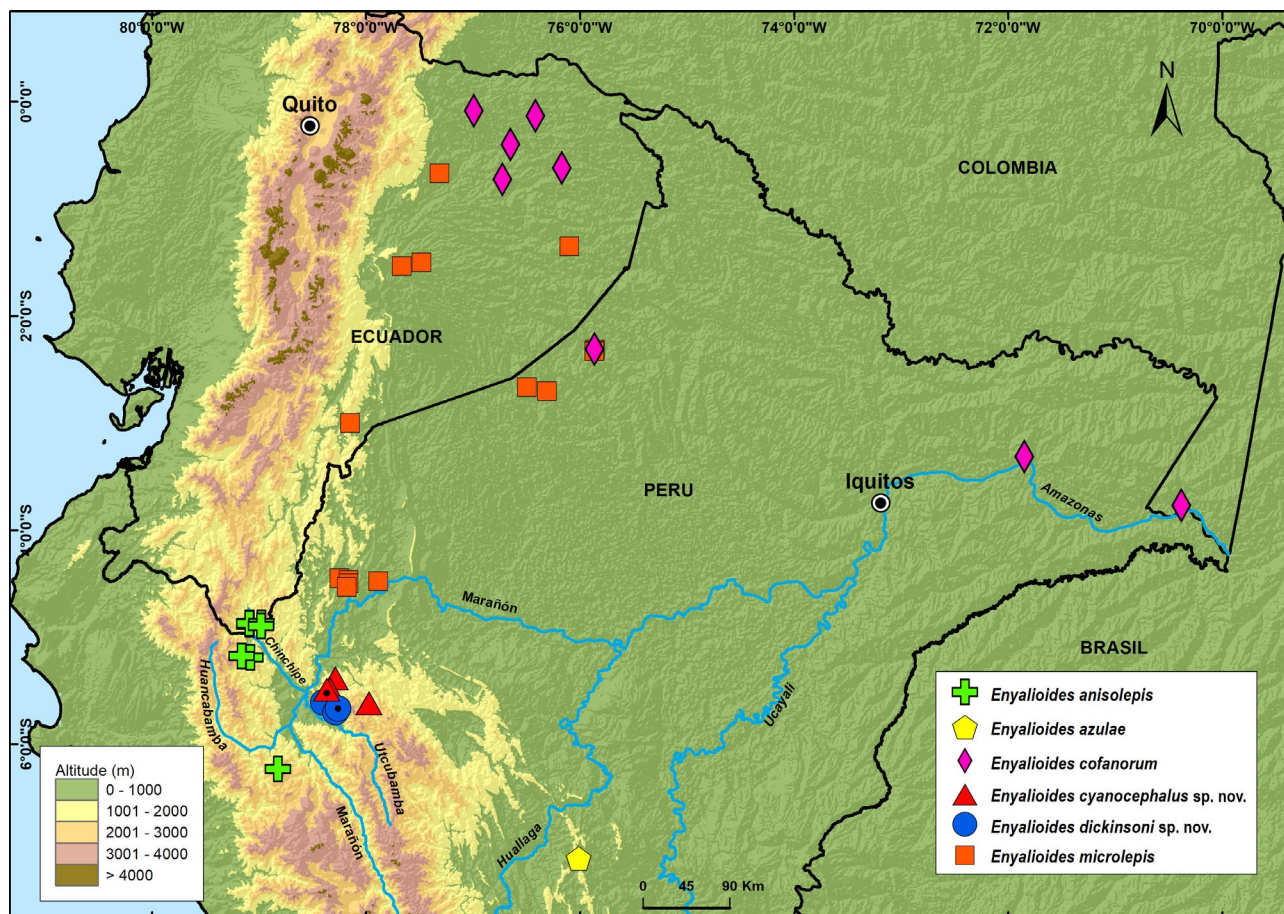 80°0'0"W 78°0'0"W 76°0'0"W 74°0'0"W 72°0'0"W 70°0'0"W
N
0°0'0"
Quito
COLOMBIA
2°0'0"S
ECUADOR
PERU
Iquitos
Amazonas
4°0'0"S
Marañón
Chinchipe
Huancabamba
Ucayali
BRASIL
6°0'0"S
Utcubamba
Marañón
Huallaga
Altitude (m)
0 - 1000
1001 - 2000
2001 - 3000
3001 - 4000
> 4000
0 45 90 Km
Enyalioides anisolepis
Enyalioides azulae
Enyalioides cofanorum
Enyalioides cyanocephalus sp. nov.
Enyalioides dickinsoni sp. nov.
Enyalioides microlepis